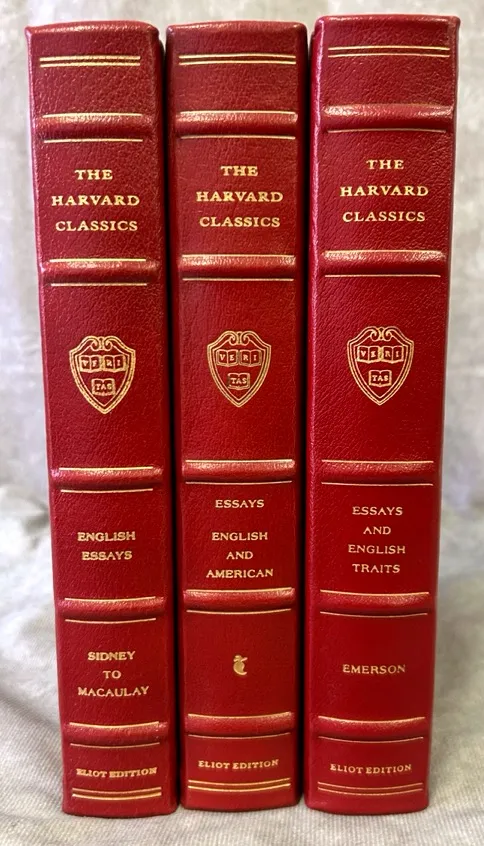 THE
HARVARD
CLASSICS
VE RI
TAS
ENGLISH
ESSAYS
SIDNEY
TO
MACAULAY
ELIOT EDITION
THE
HARVARD
CLASSICS
VE RI
TAS
ESSAYS
ENGLISH
AND
AMERICAN
ELIOT EDITION
THE
HARVARD
CLASSICS
VE RI
TAS
ESSAYS
AND
ENGLISH
TRAITS
EMERSON
ELIOT EDITION